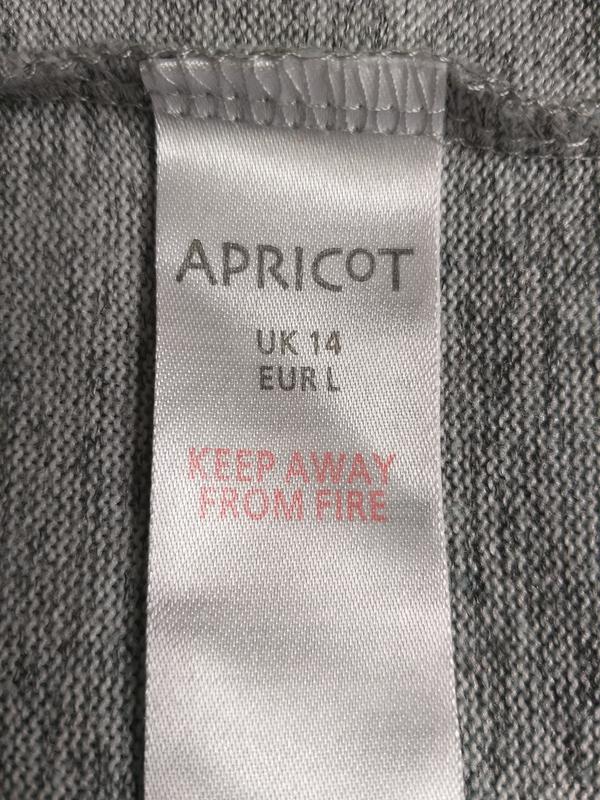 APRICOT
UK 14
EUR L
KEEP AWAY
FROM FIRE